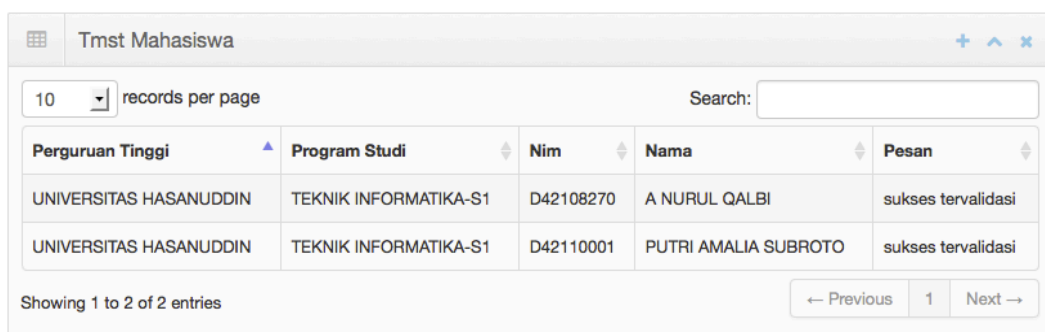 Tmst Mahasiswa
10 records per page Search:
Perguruan Tinggi Program Studi Nim Nama Pesan
UNIVERSITAS HASANUDDIN TEKNIK INFORMATIKA-S1 D42108270 A NURUL QALBI sukses tervalidasi
UNIVERSITAS HASANUDDIN TEKNIK INFORMATIKA-S1 D42110001 PUTRI AMALIA SUBROTO sukses tervalidasi
Showing 1 to 2 of 2 entries ← Previous 1 Next →